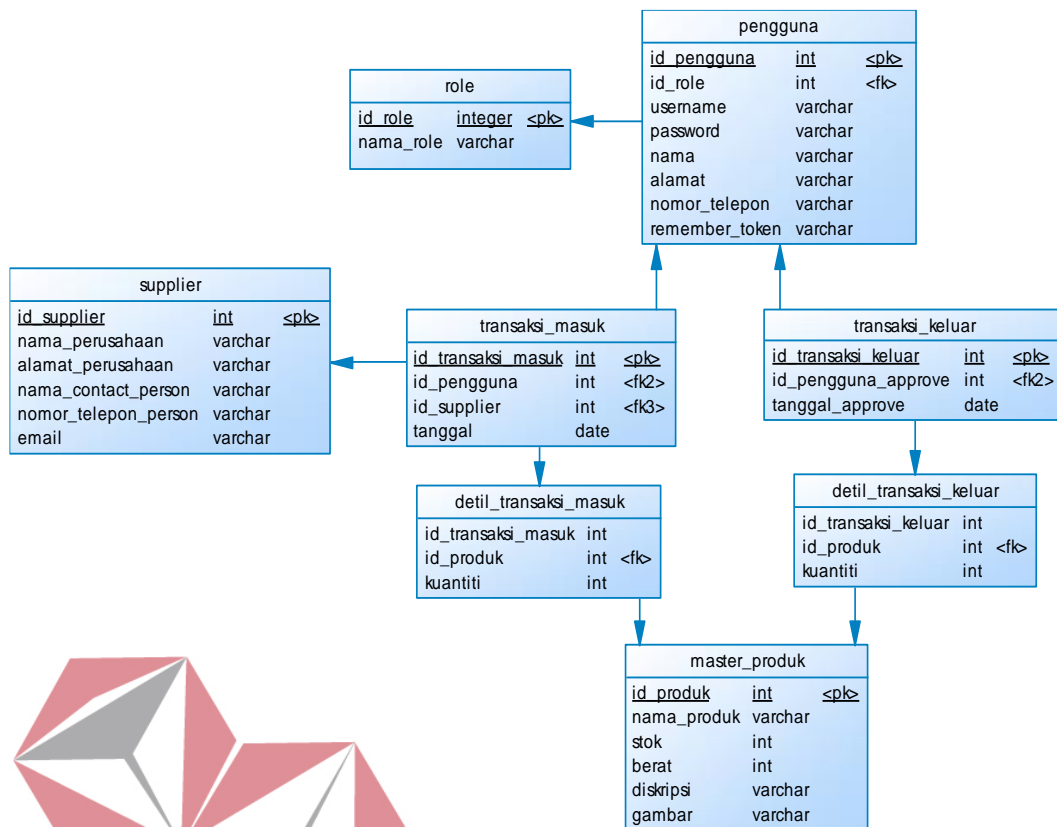 pengguna
id_pengguna int <pk>
id_role int <fk>
username varchar
password varchar
nama varchar
alamat varchar
nomor_telepon varchar
remember_token varchar
role
id_role integer <pk>
nama_role varchar
supplier
id_supplier int <pk>
nama_perusahaan varchar
alamat_perusahaan varchar
nama_contact_person varchar
nomor_telepon_person varchar
email varchar
transaksi_masuk
id_transaksi_masuk int <pk>
id_pengguna int <fk2>
id_supplier int <fk3>
tanggal date
transaksi_keluar
id_transaksi_keluar int <pk>
id_pengguna_approve int <fk2>
tanggal_approve date
detil_transaksi_masuk
id_transaksi_masuk int
id_produk int <fk>
kuantiti int
detil_transaksi_keluar
id_transaksi_keluar int
id_produk int <fk>
kuantiti int
master_produk
id_produk int <pk>
nama_produk varchar
stok int
berat int
diskripsi varchar
gambar varchar